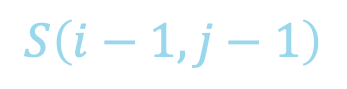 S(i − 1, j − 1)